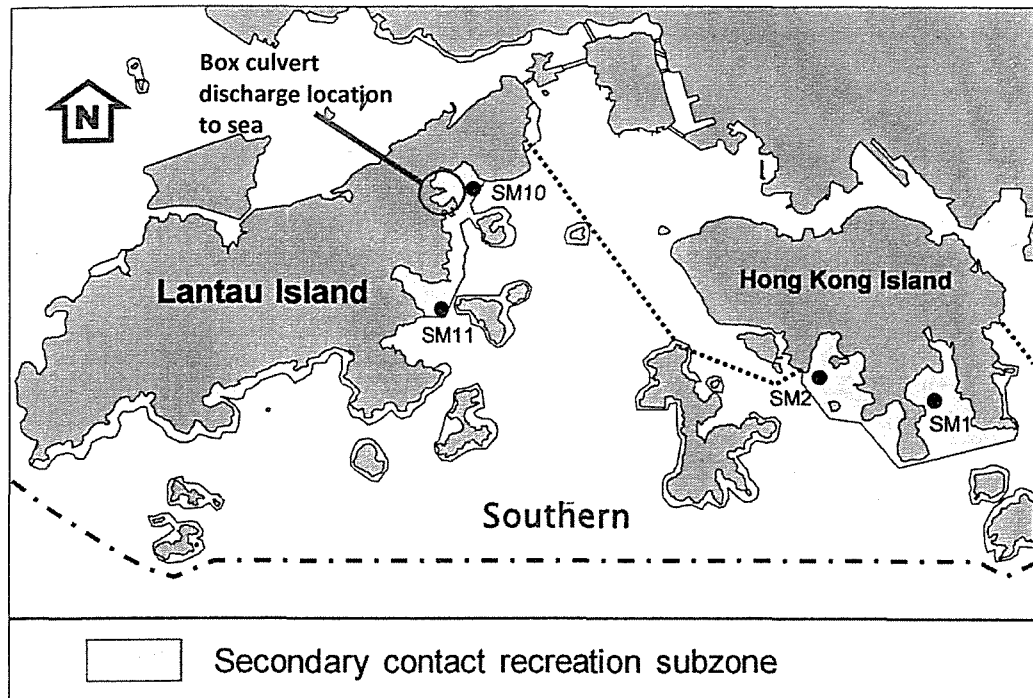 Box culvert
discharge location
to sea
N
SM10
Lantau Island
Hong Kong Island
SM11
SM2
SM1
Southern
Secondary contact recreation subzone